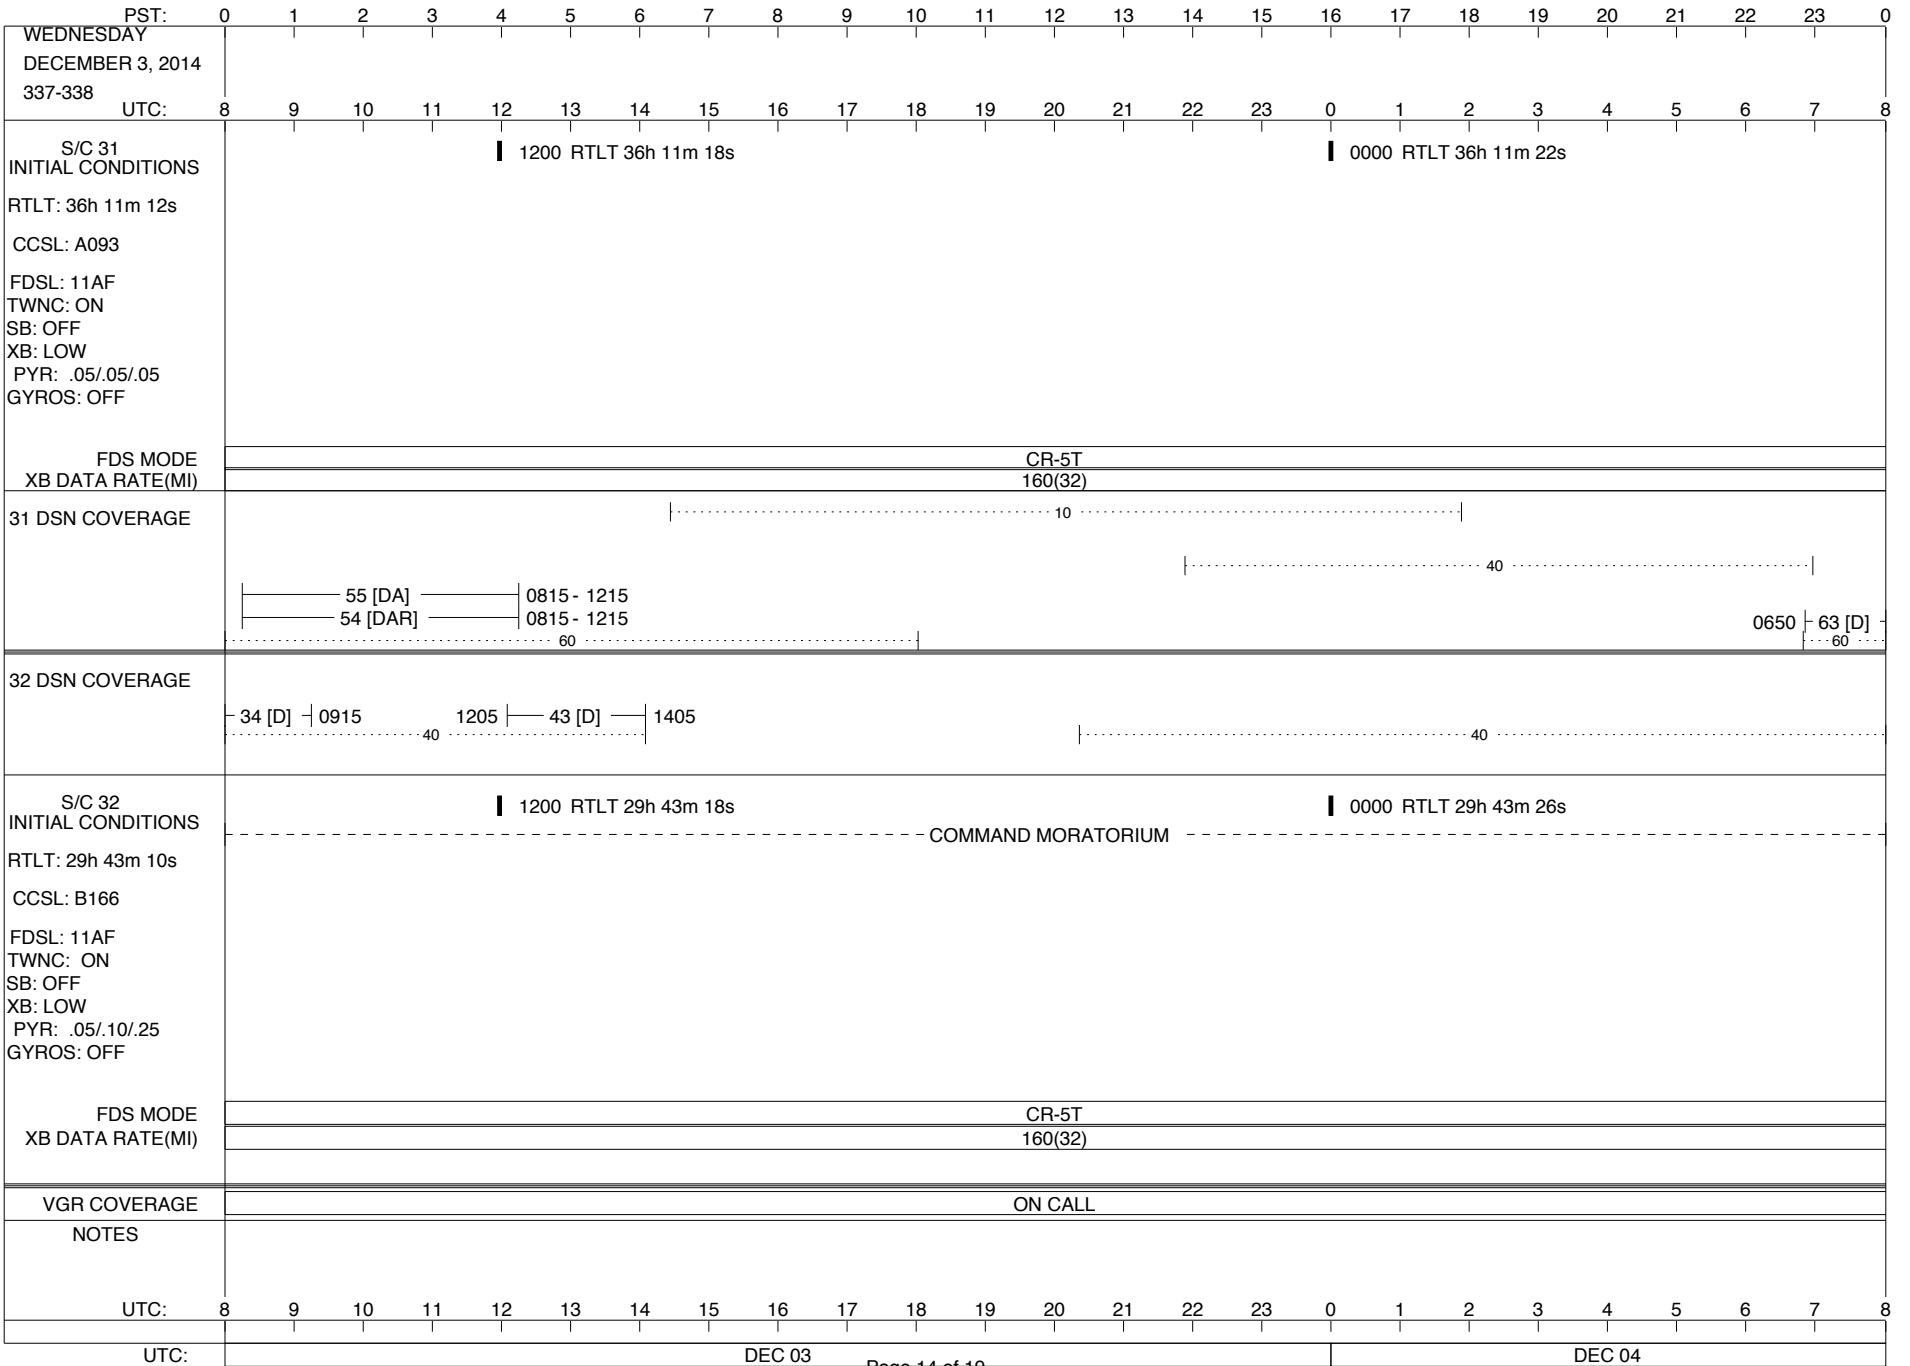 PST: 0 1 2 3 4 5 6 7 8 9 10 11 12 13 14 15 16 17 18 19 20 21 22 23 0
WEDNESDAY
DECEMBER 3, 2014
337-338
UTC: 8 9 10 11 12 13 14 15 16 17 18 19 20 21 22 23 0 1 2 3 4 5 6 7 8
S/C 31
INITIAL CONDITIONS
1200 RTLT 36h 11m 18s
0000 RTLT 36h 11m 22s
RTLT: 36h 11m 12s
CCSL: A093
FDSL: 11AF
TWNC: ON
SB: OFF
XB: LOW
PYR: .05/.05/.05
GYROS: OFF
FDS MODE CR-5T
XB DATA RATE(MI) 160(32)
31 DSN COVERAGE 10
40
55 [DA] 0815 - 1215
54 [DAR] 0815 - 1215
0650 63 [D]
60 60
32 DSN COVERAGE
34 [D] 0915 1205 43 [D] 1405
40 40
S/C 32
INITIAL CONDITIONS
1200 RTLT 29h 43m 18s
0000 RTLT 29h 43m 26s
COMMAND MORATORIUM
RTLT: 29h 43m 10s
CCSL: B166
FDSL: 11AF
TWNC: ON
SB: OFF
XB: LOW
PYR: .05/.10/.25
GYROS: OFF
FDS MODE CR-5T
XB DATA RATE(MI) 160(32)
VGR COVERAGE ON CALL
NOTES
UTC: 8 9 10 11 12 13 14 15 16 17 18 19 20 21 22 23 0 1 2 3 4 5 6 7 8
UTC: DEC 03 DEC 04
Page 14 of 19